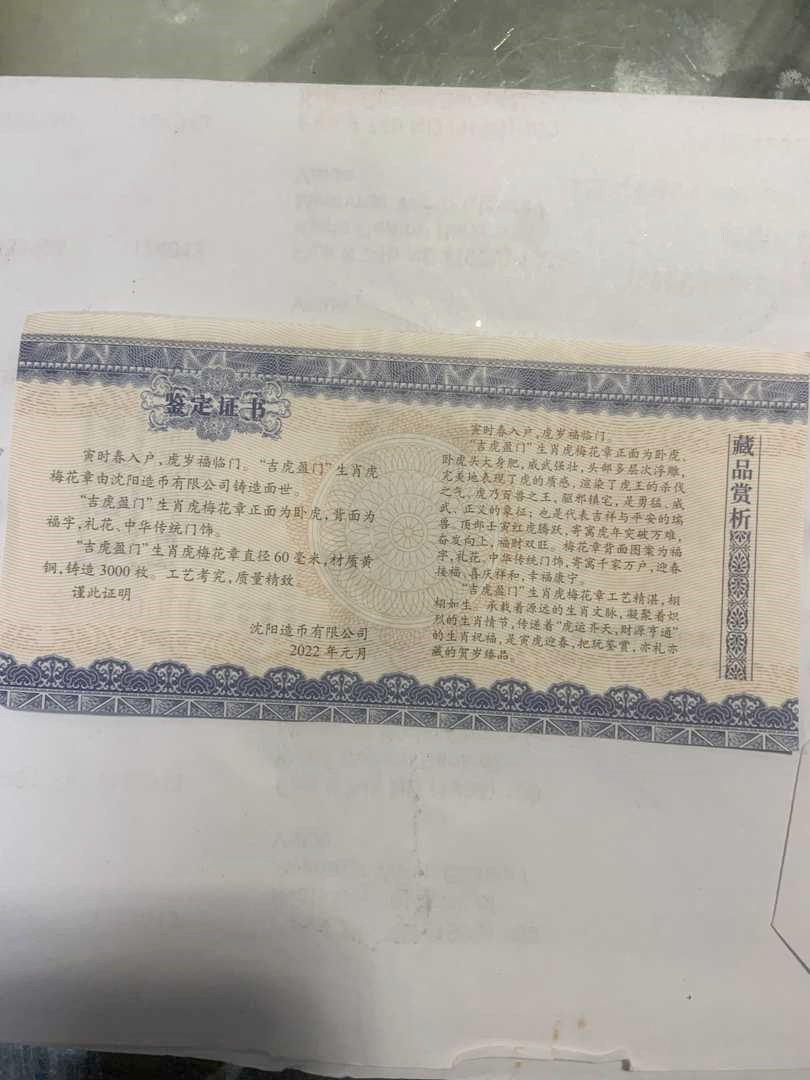 鉴定证书
寅时春入户,虎岁福临门。“吉虎盈门”生肖虎
梅花章由沈阳造币有限公司铸造面世。
“吉虎盈门”生肖虎梅花章正面为卧虎,背面为
福字,礼花、中华传统门饰。
“吉虎盈门”生肖虎梅花章直径60毫米,材质黄
铜,铸造3000枚。工艺考究,质量精致。
谨此证明
沈阳造币有限公司
2022年元月
藏品赏析
寅时春入户,虎岁福临门。
“吉虎盈门”生肖虎梅花章正面为卧虎,
卧虎头大身肥,威武强壮,头部多层次浮雕,
完美地表现了虎的质感,渲染了虎王的杀伐
之气。虎乃百兽之王,驱邪镇宅,是勇猛、威
武、正义的象征;也是代表吉祥与平安的瑞
兽。顶部壬寅红虎腾跃,寄寓虎年突破万难,
奋发向上,福财双旺。梅花章背面图案为福
字,礼花、中华传统门饰,寄寓千家万户,迎春
接福、喜庆祥和,幸福康宁。
“吉虎盈门”生肖虎梅花章工艺精湛,栩
栩如生。承载着源远的生肖文脉,凝聚着炽
烈的生肖情节,传递着“虎运齐天,财源亨通”
的生肖祝福,是寅虎迎春,把玩鉴赏,亦礼亦
藏的贺岁臻品。